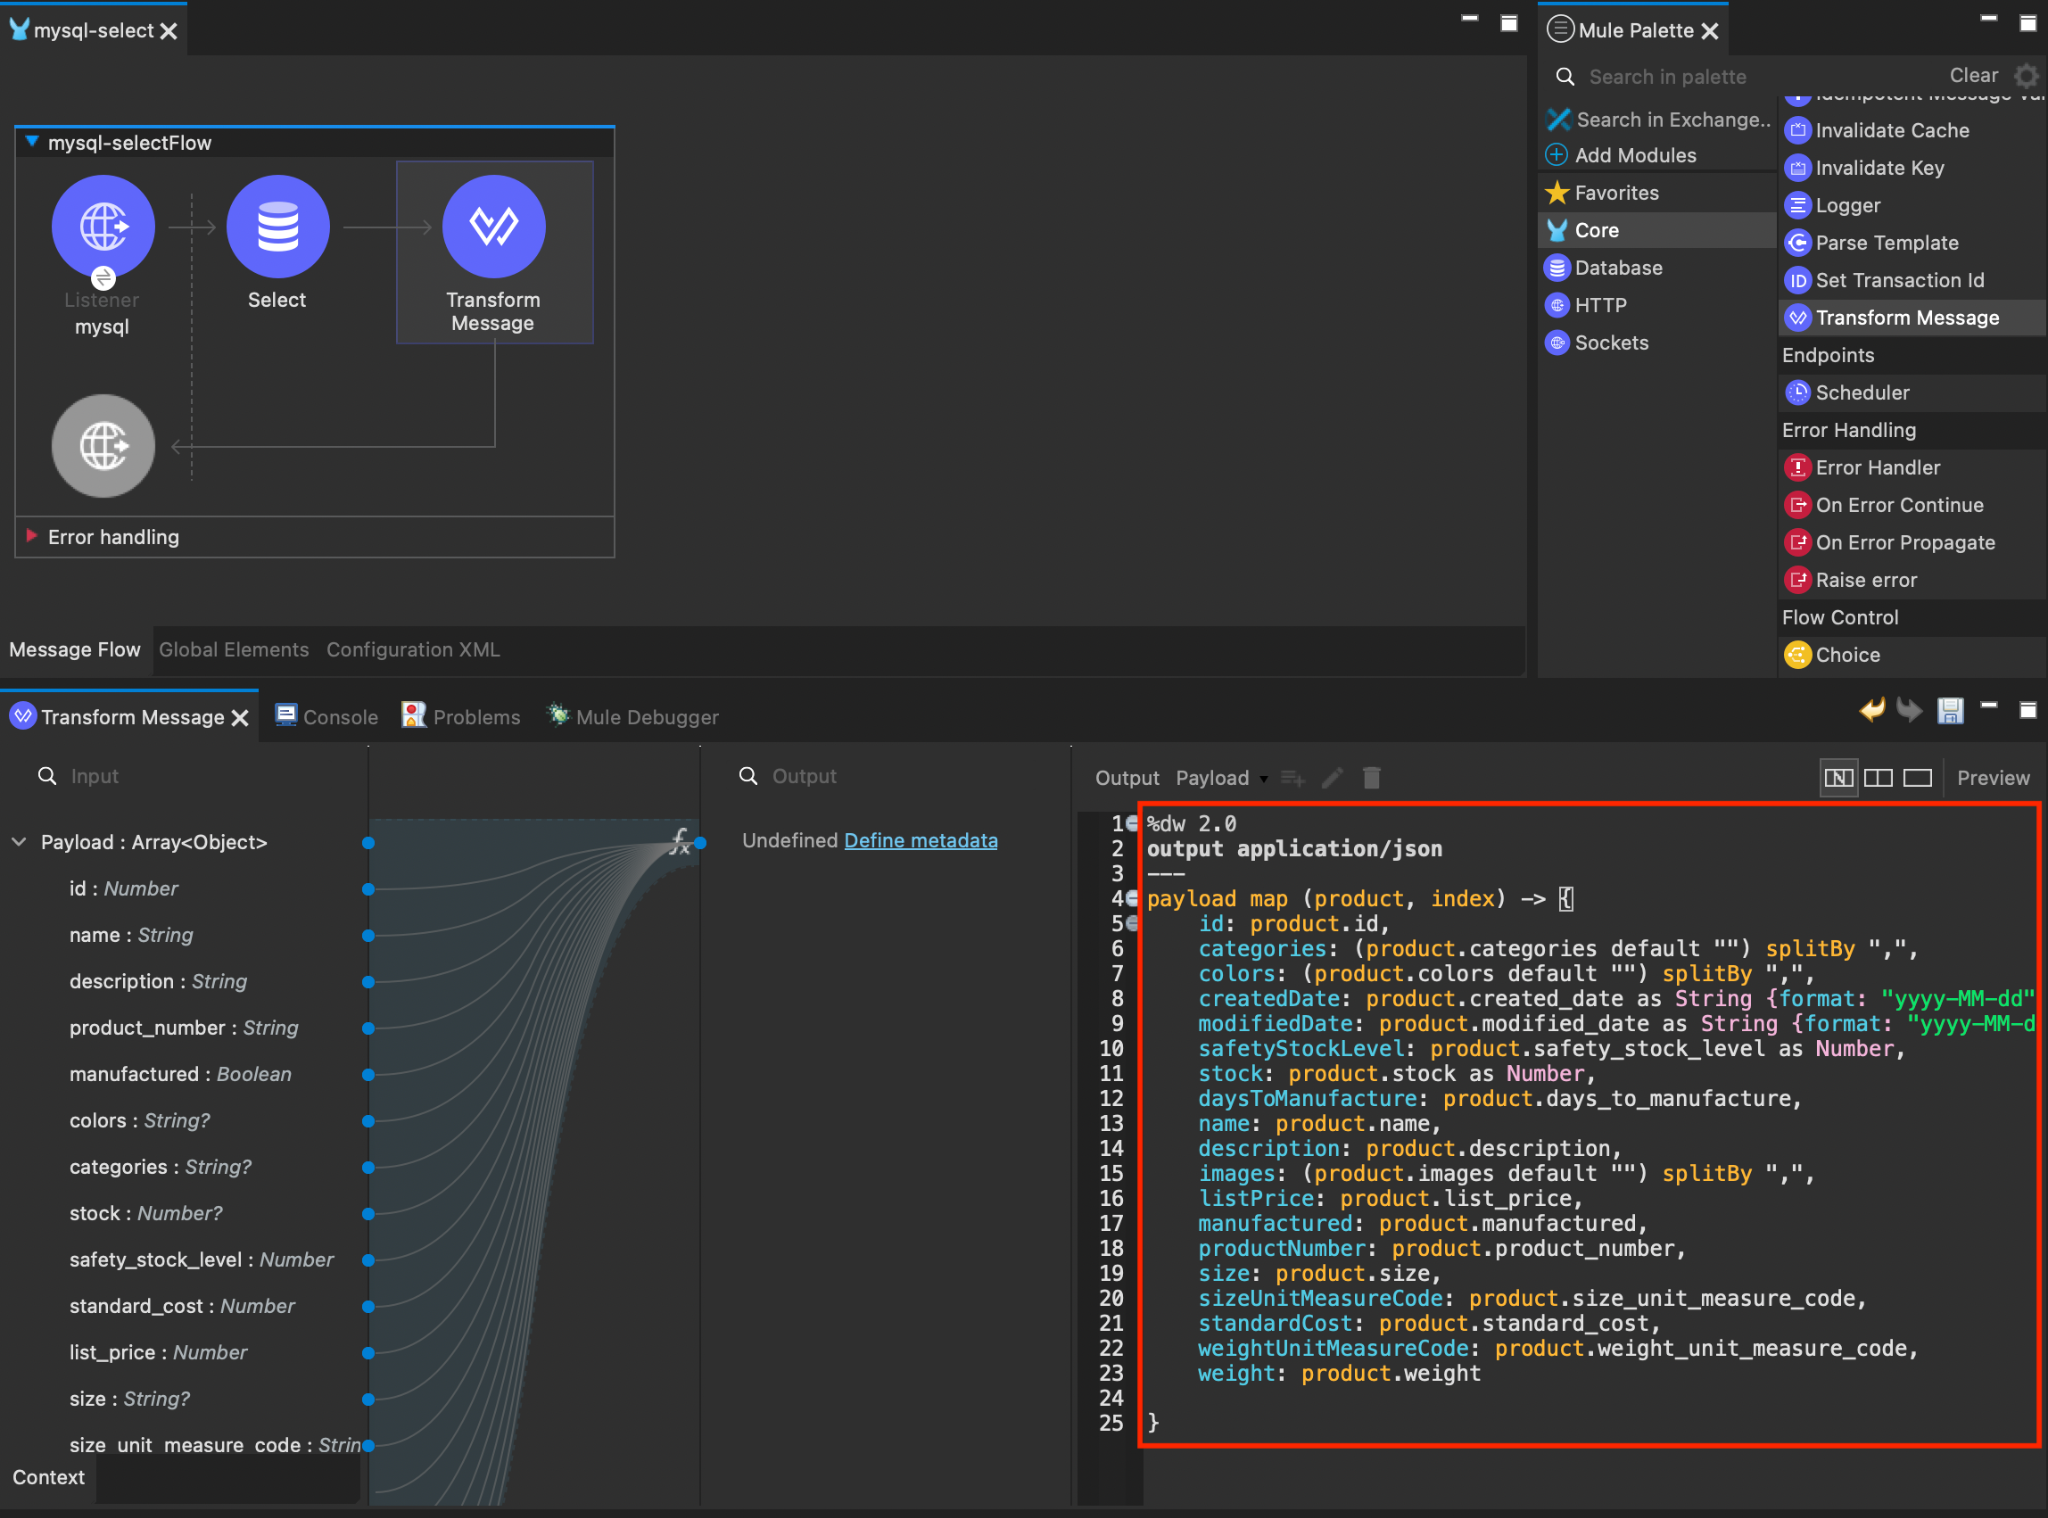 mysql-select
mysql-selectFlow
Listener
mysql
Select
Transform
Message
Error handling
Message Flow
Global Elements
Configuration XML
Mule Palette
Search in palette
Clear
Search in Exchange..
Add Modules
Favorites
Core
Database
HTTP
Sockets
Idempotent Message Val
Invalidate Cache
Invalidate Key
Logger
Parse Template
ID Set Transaction Id
Transform Message
Endpoints
Scheduler
Error Handling
Error Handler
On Error Continue
On Error Propagate
Raise error
Flow Control
Choice
Transform Message
Console
Problems
Mule Debugger
Input
Payload : Array<Object>
id : Number
name : String
description : String
product_number : String
manufactured : Boolean
colors : String?
categories : String?
stock : Number?
safety_stock_level : Number
standard_cost : Number
list_price : Number
size : String?
size_unit_measure_code : Strin
Context
fx
Output
Undefined Define metadata
Output Payload
Preview
1 %dw 2.0
2 output application/json
3 ---
4 payload map (product, index) -> {
5 id: product.id,
6 categories: (product.categories default "") splitBy ",",
7 colors: (product.colors default "") splitBy ",",
8 createdDate: product.created_date as String {format: "yyyy-MM-dd"
9 modifiedDate: product.modified_date as String {format: "yyyy-MM-d
10 safetyStockLevel: product.safety_stock_level as Number,
11 stock: product.stock as Number,
12 daysToManufacture: product.days_to_manufacture,
13 name: product.name,
14 description: product.description,
15 images: (product.images default "") splitBy ",",
16 listPrice: product.list_price,
17 manufactured: product.manufactured,
18 productNumber: product.product_number,
19 size: product.size,
20 sizeUnitMeasureCode: product.size_unit_measure_code,
21 standardCost: product.standard_cost,
22 weightUnitMeasureCode: product.weight_unit_measure_code,
23 weight: product.weight
24
25 }